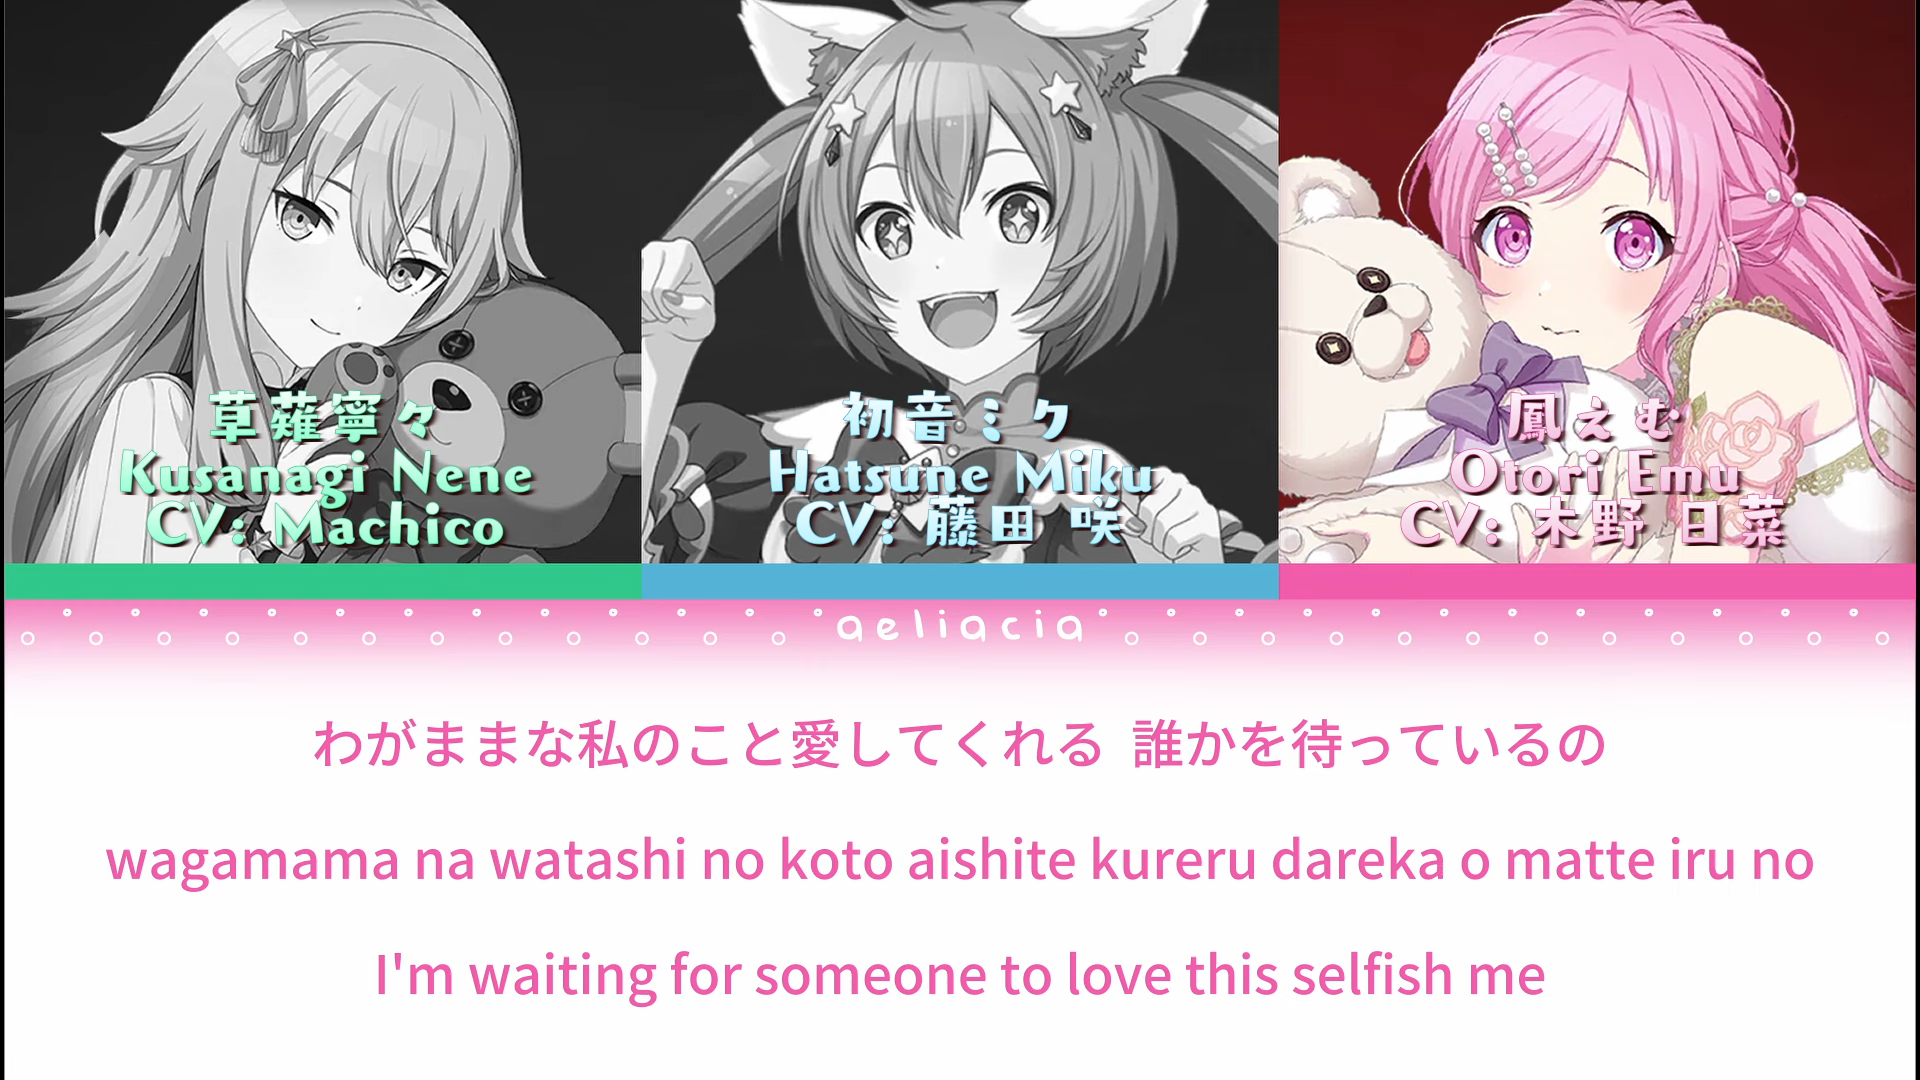 草薙寧々
Kusanagi Nene
CV: Machico
初音ミク
Hatsune Miku
CV: 藤田 咲
鳳えむ
Otori Emu
CV: 木野 日菜
aeliacia
わがままな私のこと愛してくれる 誰かを待っているの
wagamama na watashi no koto aishite kureru dareka o matte iru no
I'm waiting for someone to love this selfish me